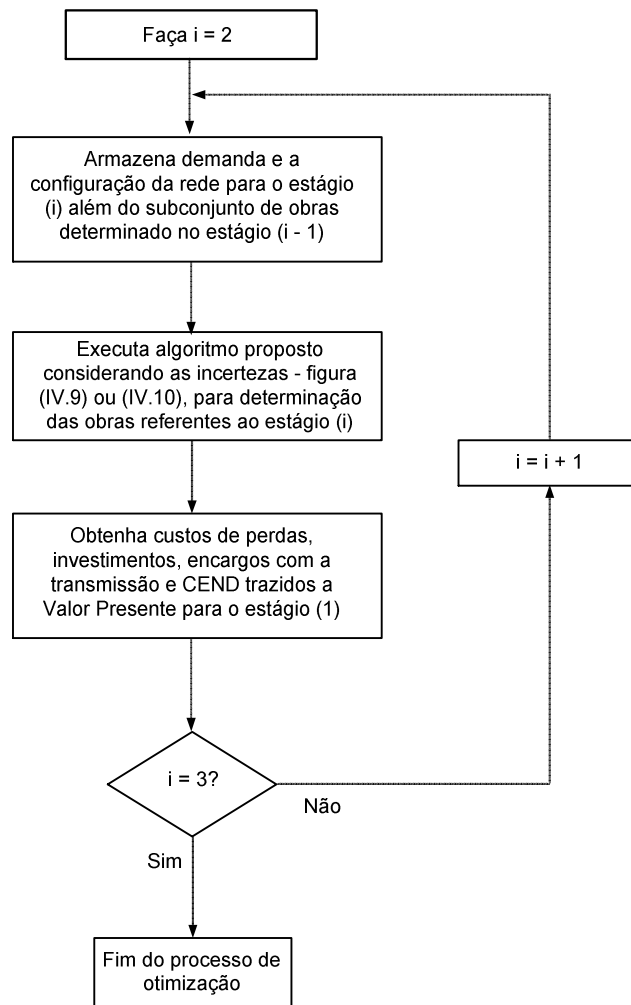 Faça i = 2
Armazena demanda e a
configuração da rede para o estágio
(i) além do subconjunto de obras
determinado no estágio (i - 1)
Executa algoritmo proposto
considerando as incertezas - figura
(IV.9) ou (IV.10), para determinação
das obras referentes ao estágio (i)
i = i + 1
Obtenha custos de perdas,
investimentos, encargos com a
transmissão e CEND trazidos a
Valor Presente para o estágio (1)
i = 3?
Não
Sim
Fim do processo de
otimização